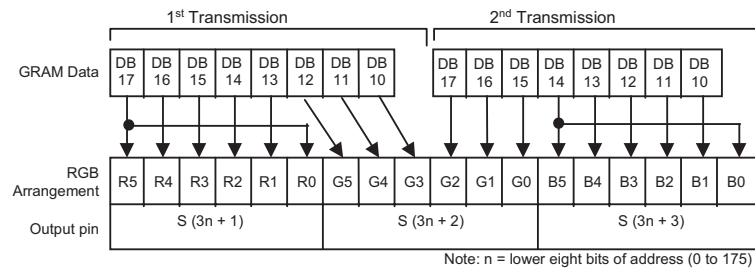 1st Transmission 2nd Transmission
GRAM Data DB 17 DB 16 DB 15 DB 14 DB 13 DB 12 DB 11 DB 10 DB 17 DB 16 DB 15 DB 14 DB 13 DB 12 DB 11 DB 10
RGB Arrangement R5 R4 R3 R2 R1 R0 G5 G4 G3 G2 G1 G0 B5 B4 B3 B2 B1 B0
Output pin S (3n + 1) S (3n + 2) S (3n + 3)
Note: n = lower eight bits of address (0 to 175)